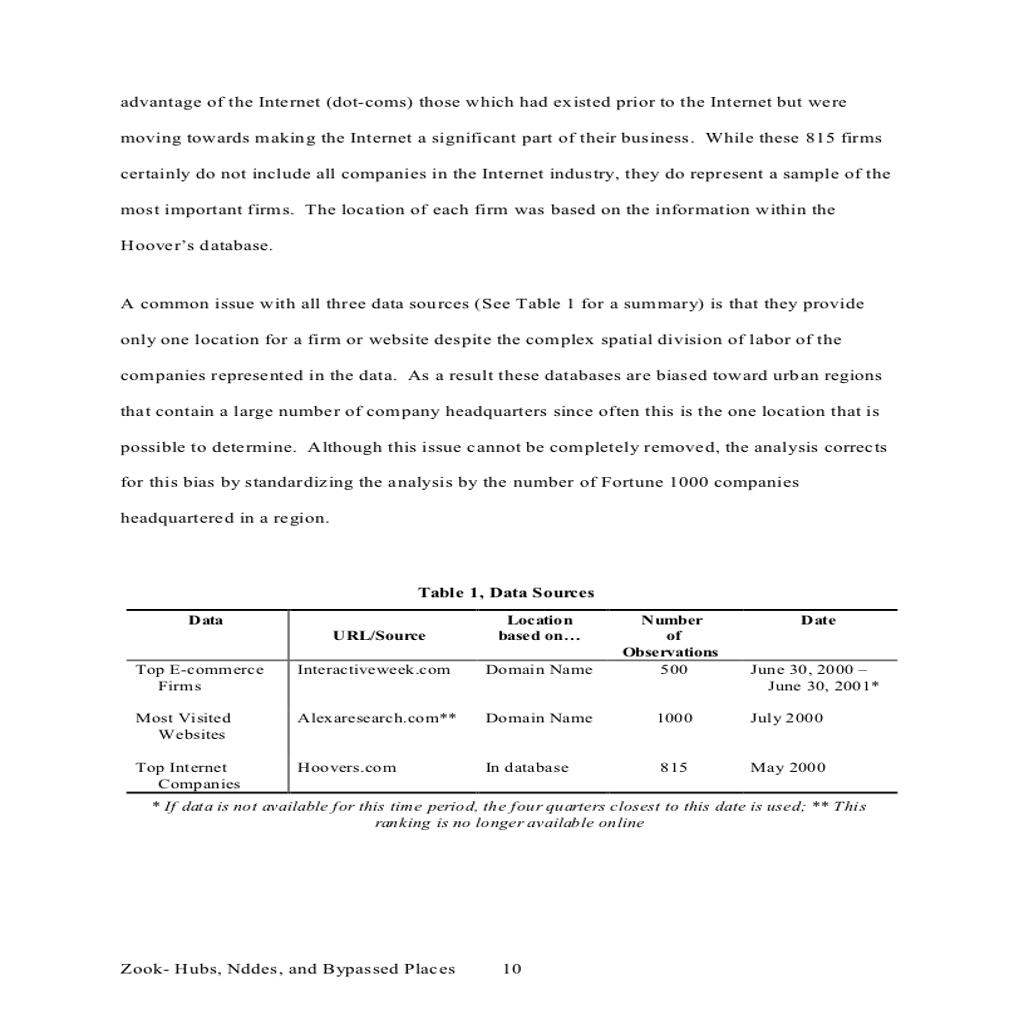 advantage of the Internet (dot-coms) those which had existed prior to the Internet but were
moving towards making the Internet a significant part of their business.  While these 815 firms
certainly do not include all companies in the Internet industry, they do represent a sample of the
most important firms.  The location of each firm was based on the information within the
Hoover's database.
A common issue with all three data sources (See Table 1 for a summary) is that they provide
only one location for a firm or website despite the complex spatial division of labor of the
companies represented in the data.  As a result these databases are biased toward urban regions
that contain a large number of company headquarters since often this is the one location that is
possible to determine.  Although this issue cannot be completely removed, the analysis corrects
for this bias by standardizing the analysis by the number of Fortune 1000 companies
headquartered in a region.
Table 1, Data Sources
Data URL/Source Location based on… Number of Observations Date
Top E-commerce Interactiveweek.com Domain Name 500 June 30, 2000 –
Firms June 30, 2001*
Most Visited Alexaresearch.com** Domain Name 1000 July 2000
Websites
Top Internet Hoovers.com In database 815 May 2000
Companies
* If data is not available for this time period, the four quarters closest to this date is used; ** This
ranking is no longer available online
Zook- Hubs, Nddes, and Bypassed Places 10